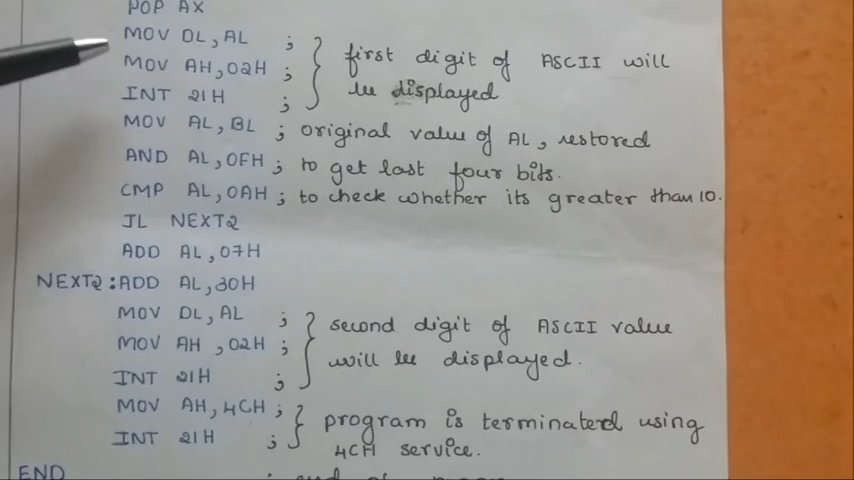 POP AX
MOV DL, AL ; } first digit of ASCII will
MOV AH, 02H ; be displayed
INT 21H ;
MOV AL, BL ; original value of AL, restored
AND AL, 0FH ; to get last four bits.
CMP AL, 0AH ; to check whether its greater than 10.
JL NEXT2
ADD AL, 07H
NEXT2: ADD AL, 30H
MOV DL, AL ; } second digit of ASCII value
MOV AH, 02H ; will be displayed.
INT 21H ;
MOV AH, 4CH ; } program is terminated using
INT 21H ; 4CH service.
END ;